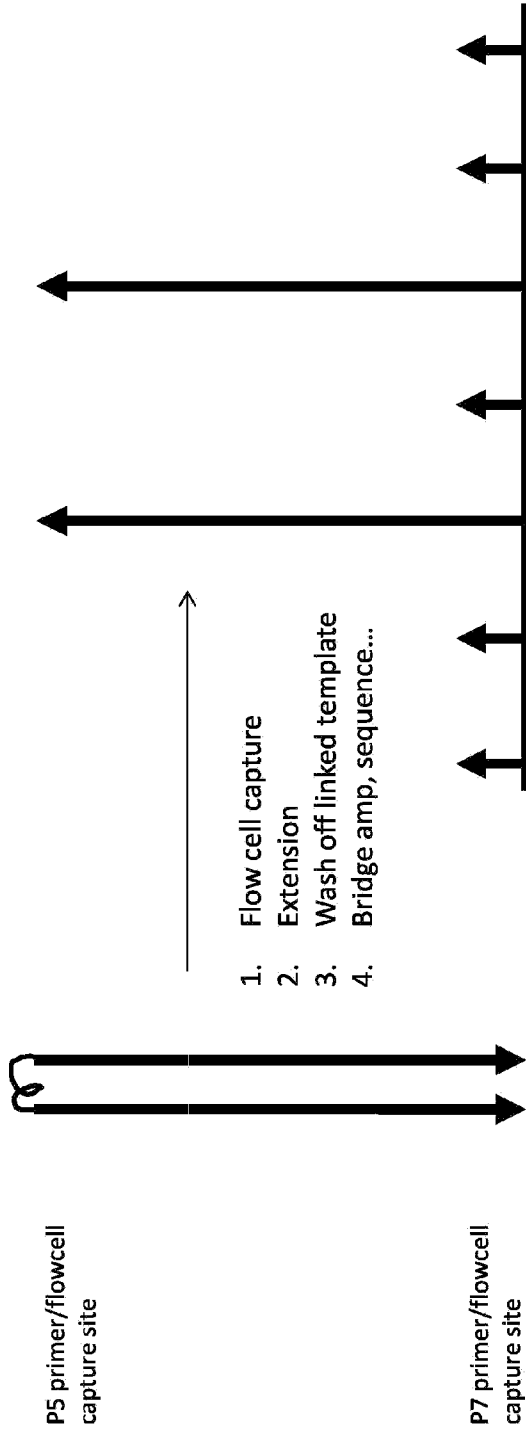 P5 primer/flowcell
capture site
P7 primer/flowcell
capture site
1. Flow cell capture
2. Extension
3. Wash off linked template
4. Bridge amp, sequence...